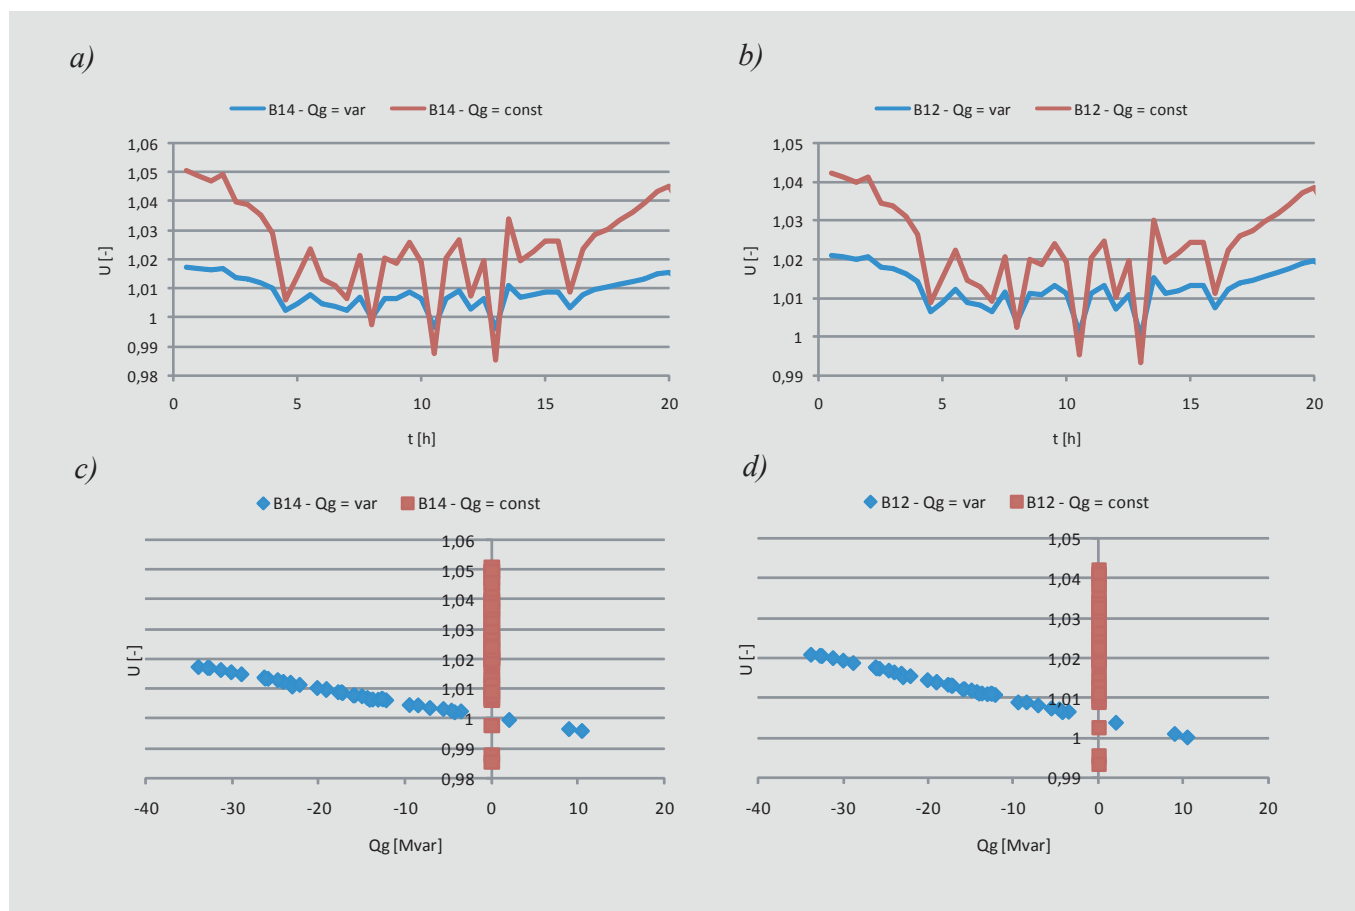 a)
B14 - Qg = var B14 - Qg = const
1,06
1,05
1,04
1,03
1,02
1,01
1
0,99
0,98
U [-]
0 5 10 15 20
t [h]
b)
B12 - Qg = var B12 - Qg = const
1,05
1,04
1,03
1,02
1,01
1
0,99
U [-]
0 5 10 15 20
t [h]
c)
B14 - Qg = var B14 - Qg = const
1,06
1,05
1,04
1,03
1,02
1,01
1
0,99
0,98
U [-]
-40 -30 -20 -10 0 10 20
Qg [Mvar]
d)
B12 - Qg = var B12 - Qg = const
1,05
1,04
1,03
1,02
1,01
1
0,99
U [-]
-40 -30 -20 -10 0 10 20
Qg [Mvar]